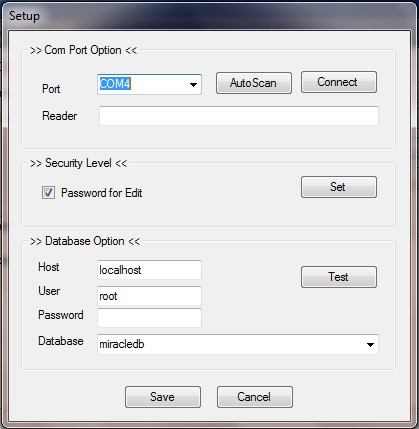 Setup
>> Com Port Option <<
Port COM4 AutoScan Connect
Reader
>> Security Level <<
Password for Edit Set
>> Database Option <<
Host localhost Test
User root
Password
Database miracledb
Save Cancel